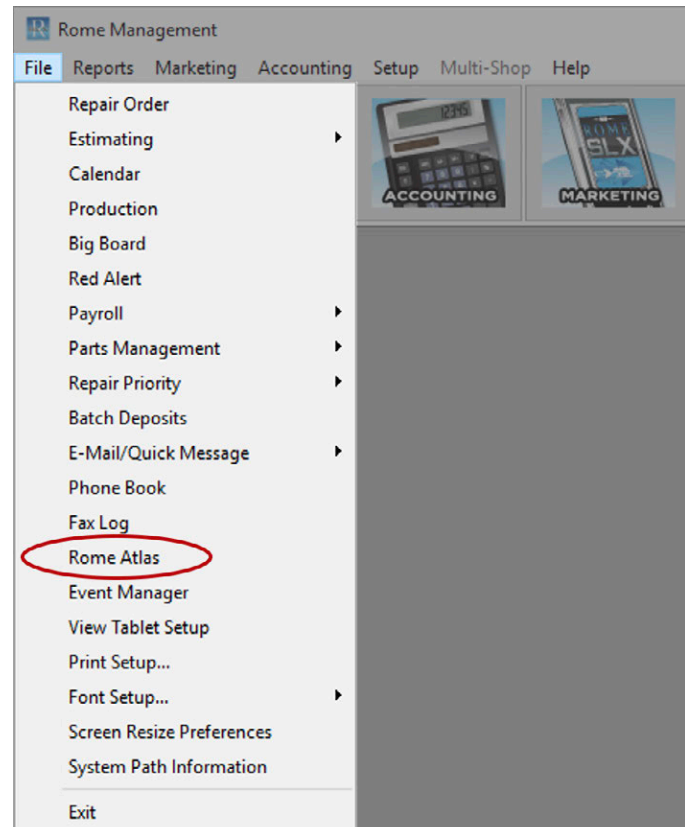 Rome Management
File Reports Marketing Accounting Setup Multi-Shop Help
Repair Order
Estimating
Calendar
Production
Big Board
Red Alert
Payroll
Parts Management
Repair Priority
Batch Deposits
E-Mail/Quick Message
Phone Book
Fax Log
Rome Atlas
Event Manager
View Tablet Setup
Print Setup...
Font Setup...
Screen Resize Preferences
System Path Information
Exit
12345
ACCOUNTING
ROME
SLX
MARKETING